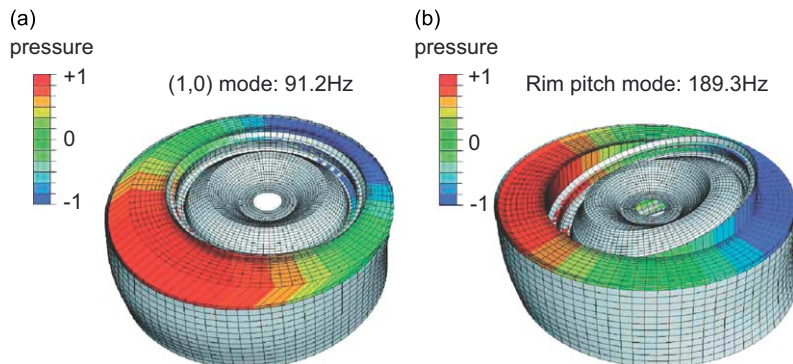 (a)
pressure
+1
0
-1
(1,0) mode: 91.2Hz
(b)
pressure
+1
0
-1
Rim pitch mode: 189.3Hz